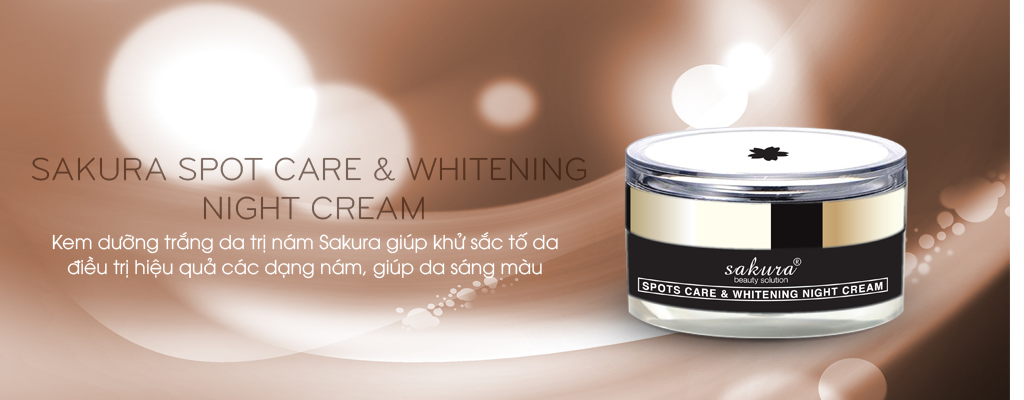 SAKURA SPOT CARE & WHITENING
NIGHT CREAM
Kem dưỡng trắng da trị nám Sakura giúp khử sắc tố da
điều trị hiệu quả các dạng nám, giúp da sáng màu
sakura®
beauty solution
SPOTS CARE & WHITENING NIGHT CREAM